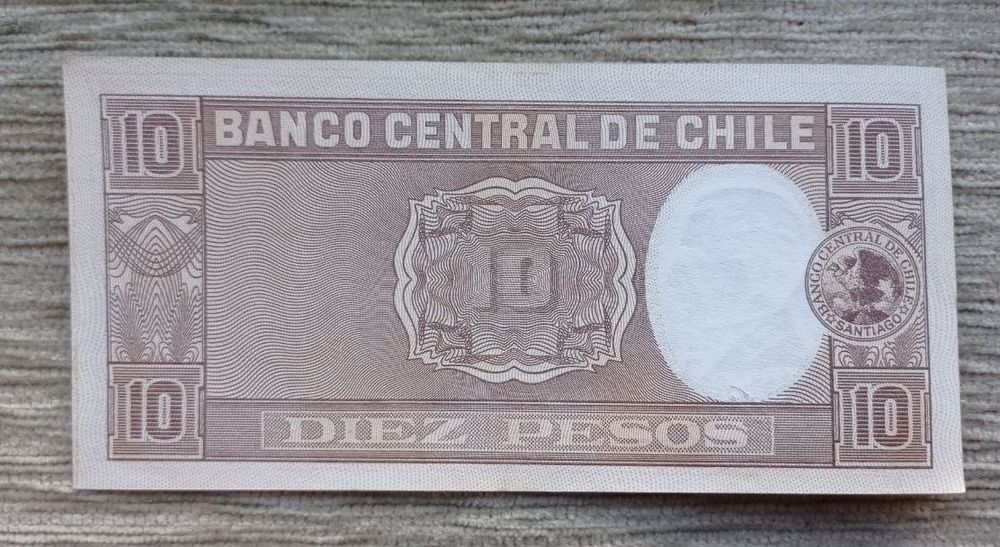 10 BANCO CENTRAL DE CHILE 10
10
BANCO CENTRAL DE CHILE
SANTIAGO
10 10
DIEZ PESOS